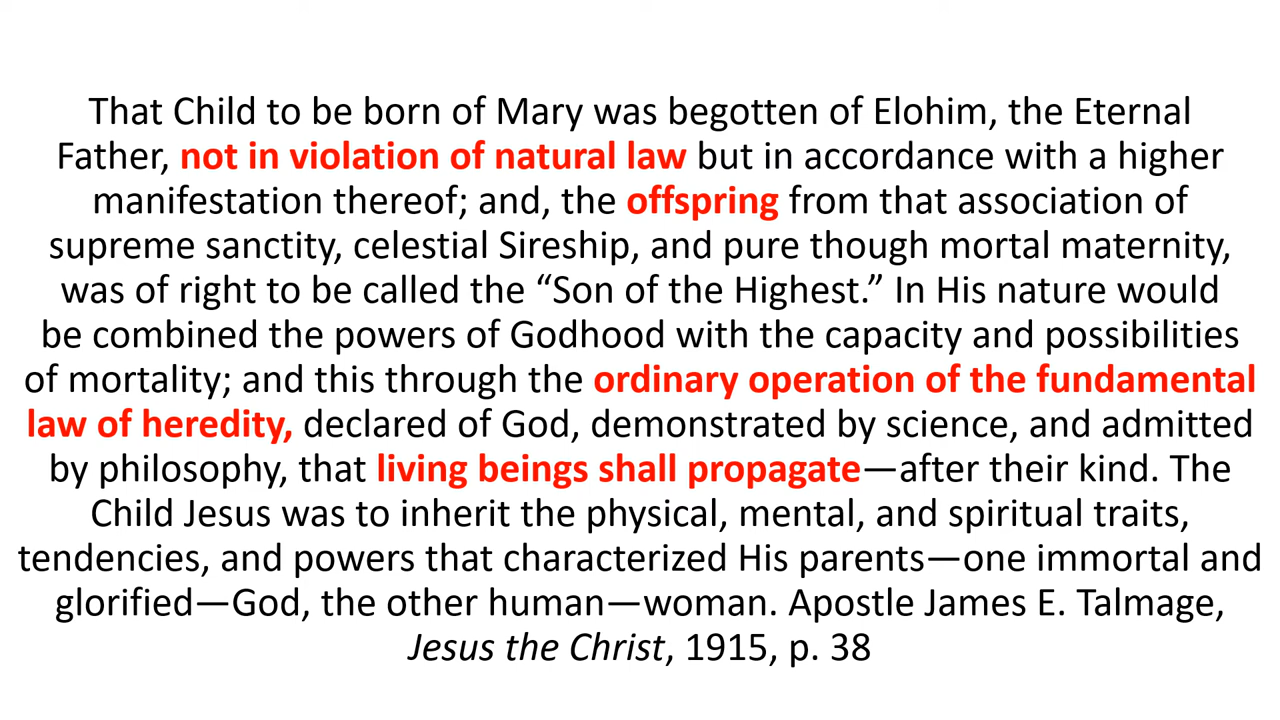 That Child to be born of Mary was begotten of Elohim, the Eternal
Father, not in violation of natural law but in accordance with a higher
manifestation thereof; and, the offspring from that association of
supreme sanctity, celestial Sireship, and pure though mortal maternity,
was of right to be called the “Son of the Highest.” In His nature would
be combined the powers of Godhood with the capacity and possibilities
of mortality; and this through the ordinary operation of the fundamental
law of heredity, declared of God, demonstrated by science, and admitted
by philosophy, that living beings shall propagate—after their kind. The
Child Jesus was to inherit the physical, mental, and spiritual traits,
tendencies, and powers that characterized His parents—one immortal and
glorified—God, the other human—woman. Apostle James E. Talmage,
Jesus the Christ, 1915, p. 38